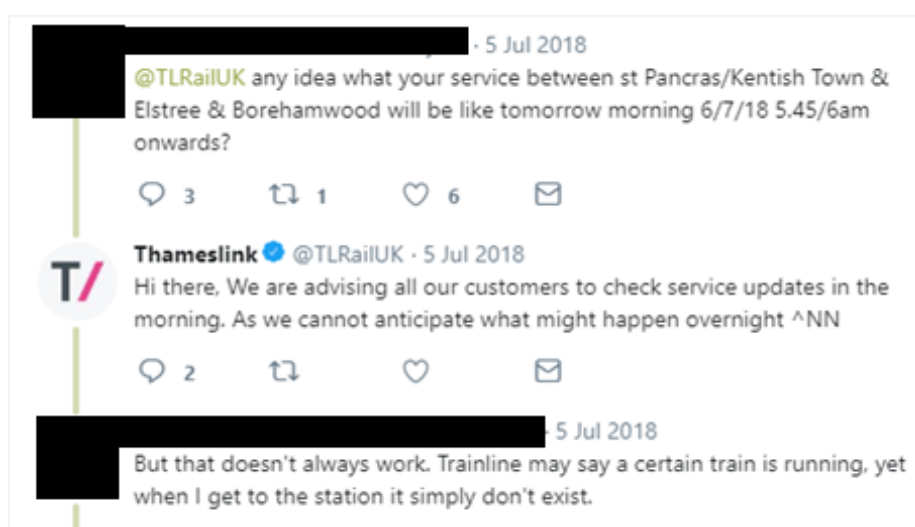 · 5 Jul 2018
@TLRailUK any idea what your service between st Pancras/Kentish Town &
Elstree & Borehamwood will be like tomorrow morning 6/7/18 5.45/6am
onwards?
3 1 6
Thameslink @TLRailUK · 5 Jul 2018
T/
Hi there, We are advising all our customers to check service updates in the
morning. As we cannot anticipate what might happen overnight ^NN
2
· 5 Jul 2018
But that doesn't always work. Trainline may say a certain train is running, yet
when I get to the station it simply don't exist.